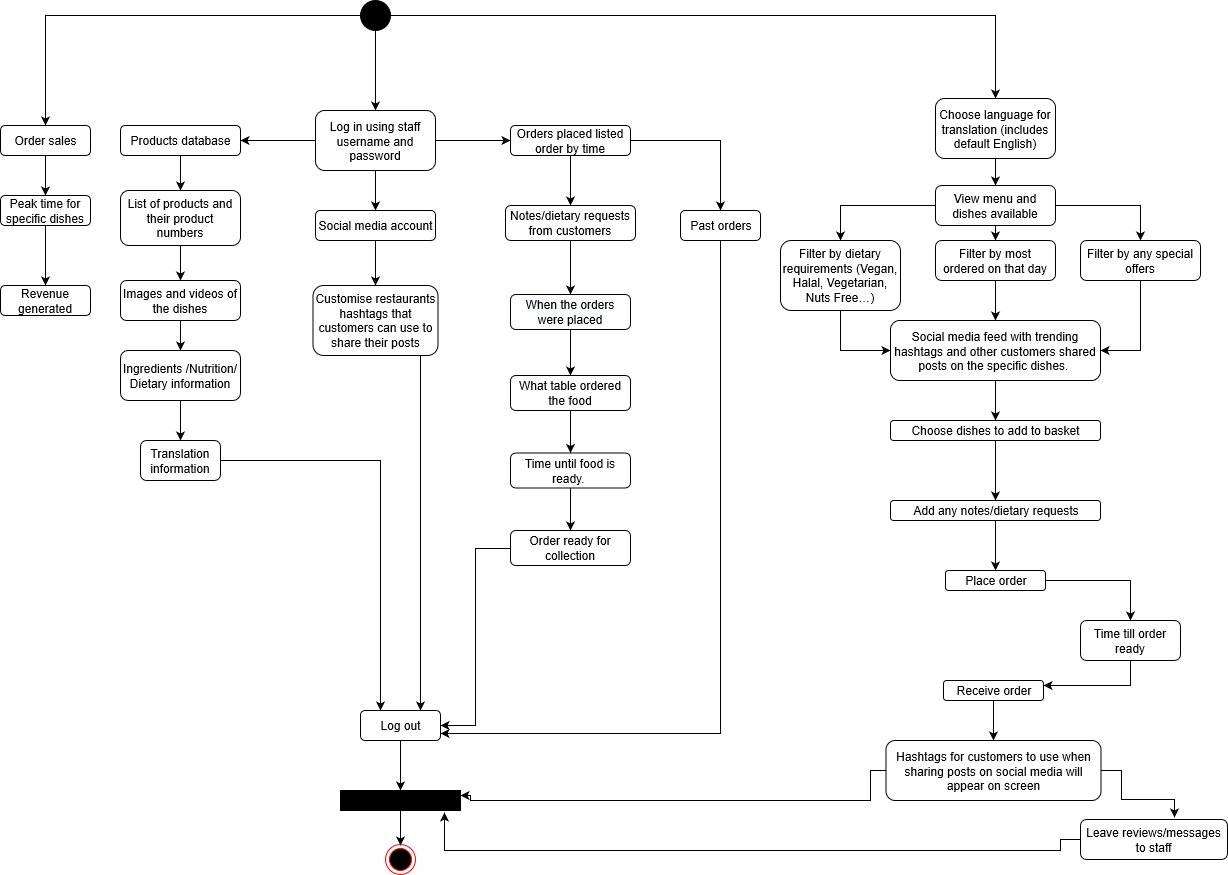 Order sales
Peak time for
specific dishes
Revenue
generated
Products database
List of products and
their product
numbers
Images and videos of
the dishes
Ingredients /Nutrition/
Dietary information
Translation
information
Log in using staff
username and
password
Social media account
Customise restaurants
hashtags that
customers can use to
share their posts
Orders placed listed
order by time
Notes/dietary requests
from customers
When the orders
were placed
What table ordered
the food
Time until food is
ready.
Order ready for
collection
Past orders
Log out
Choose language for
translation (includes
default English)
View menu and
dishes available
Filter by dietary
requirements (Vegan,
Halal, Vegetarian,
Nuts Free...)
Filter by most
ordered on that day
Filter by any special
offers
Social media feed with trending
hashtags and other customers shared
posts on the specific dishes.
Choose dishes to add to basket
Add any notes/dietary requests
Place order
Time till order
ready
Receive order
Hashtags for customers to use when
sharing posts on social media will
appear on screen
Leave reviews/messages
to staff